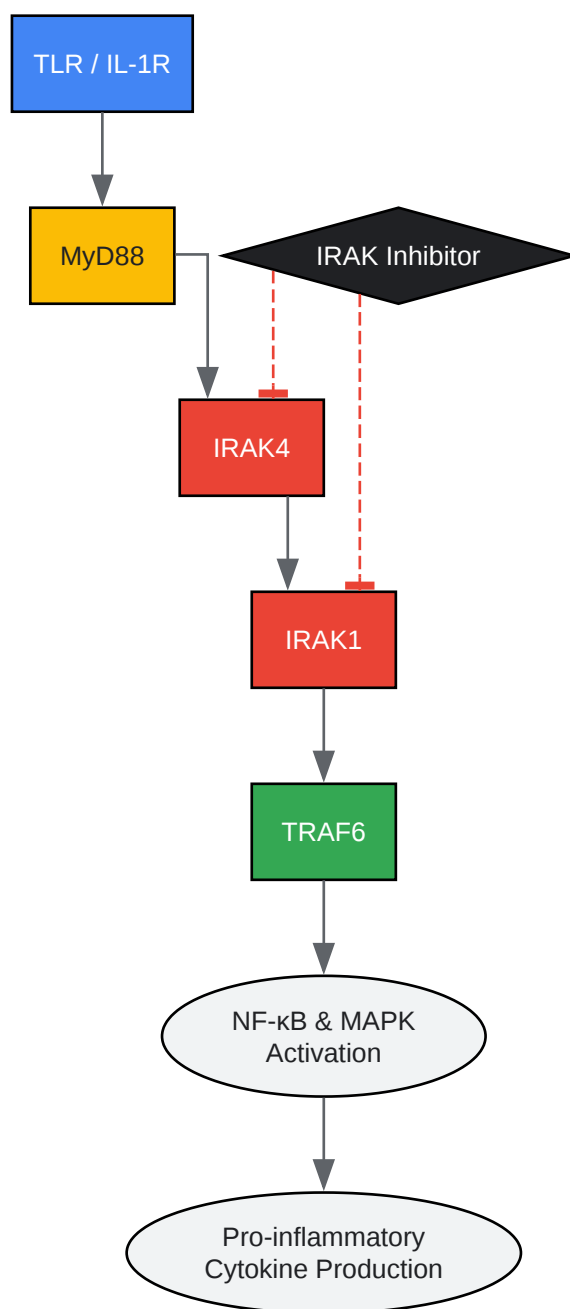 TLR / IL-1R
MyD88
IRAK Inhibitor
IRAK4
IRAK1
TRAF6
NF-κB & MAPK
Activation
Pro-inflammatory
Cytokine Production